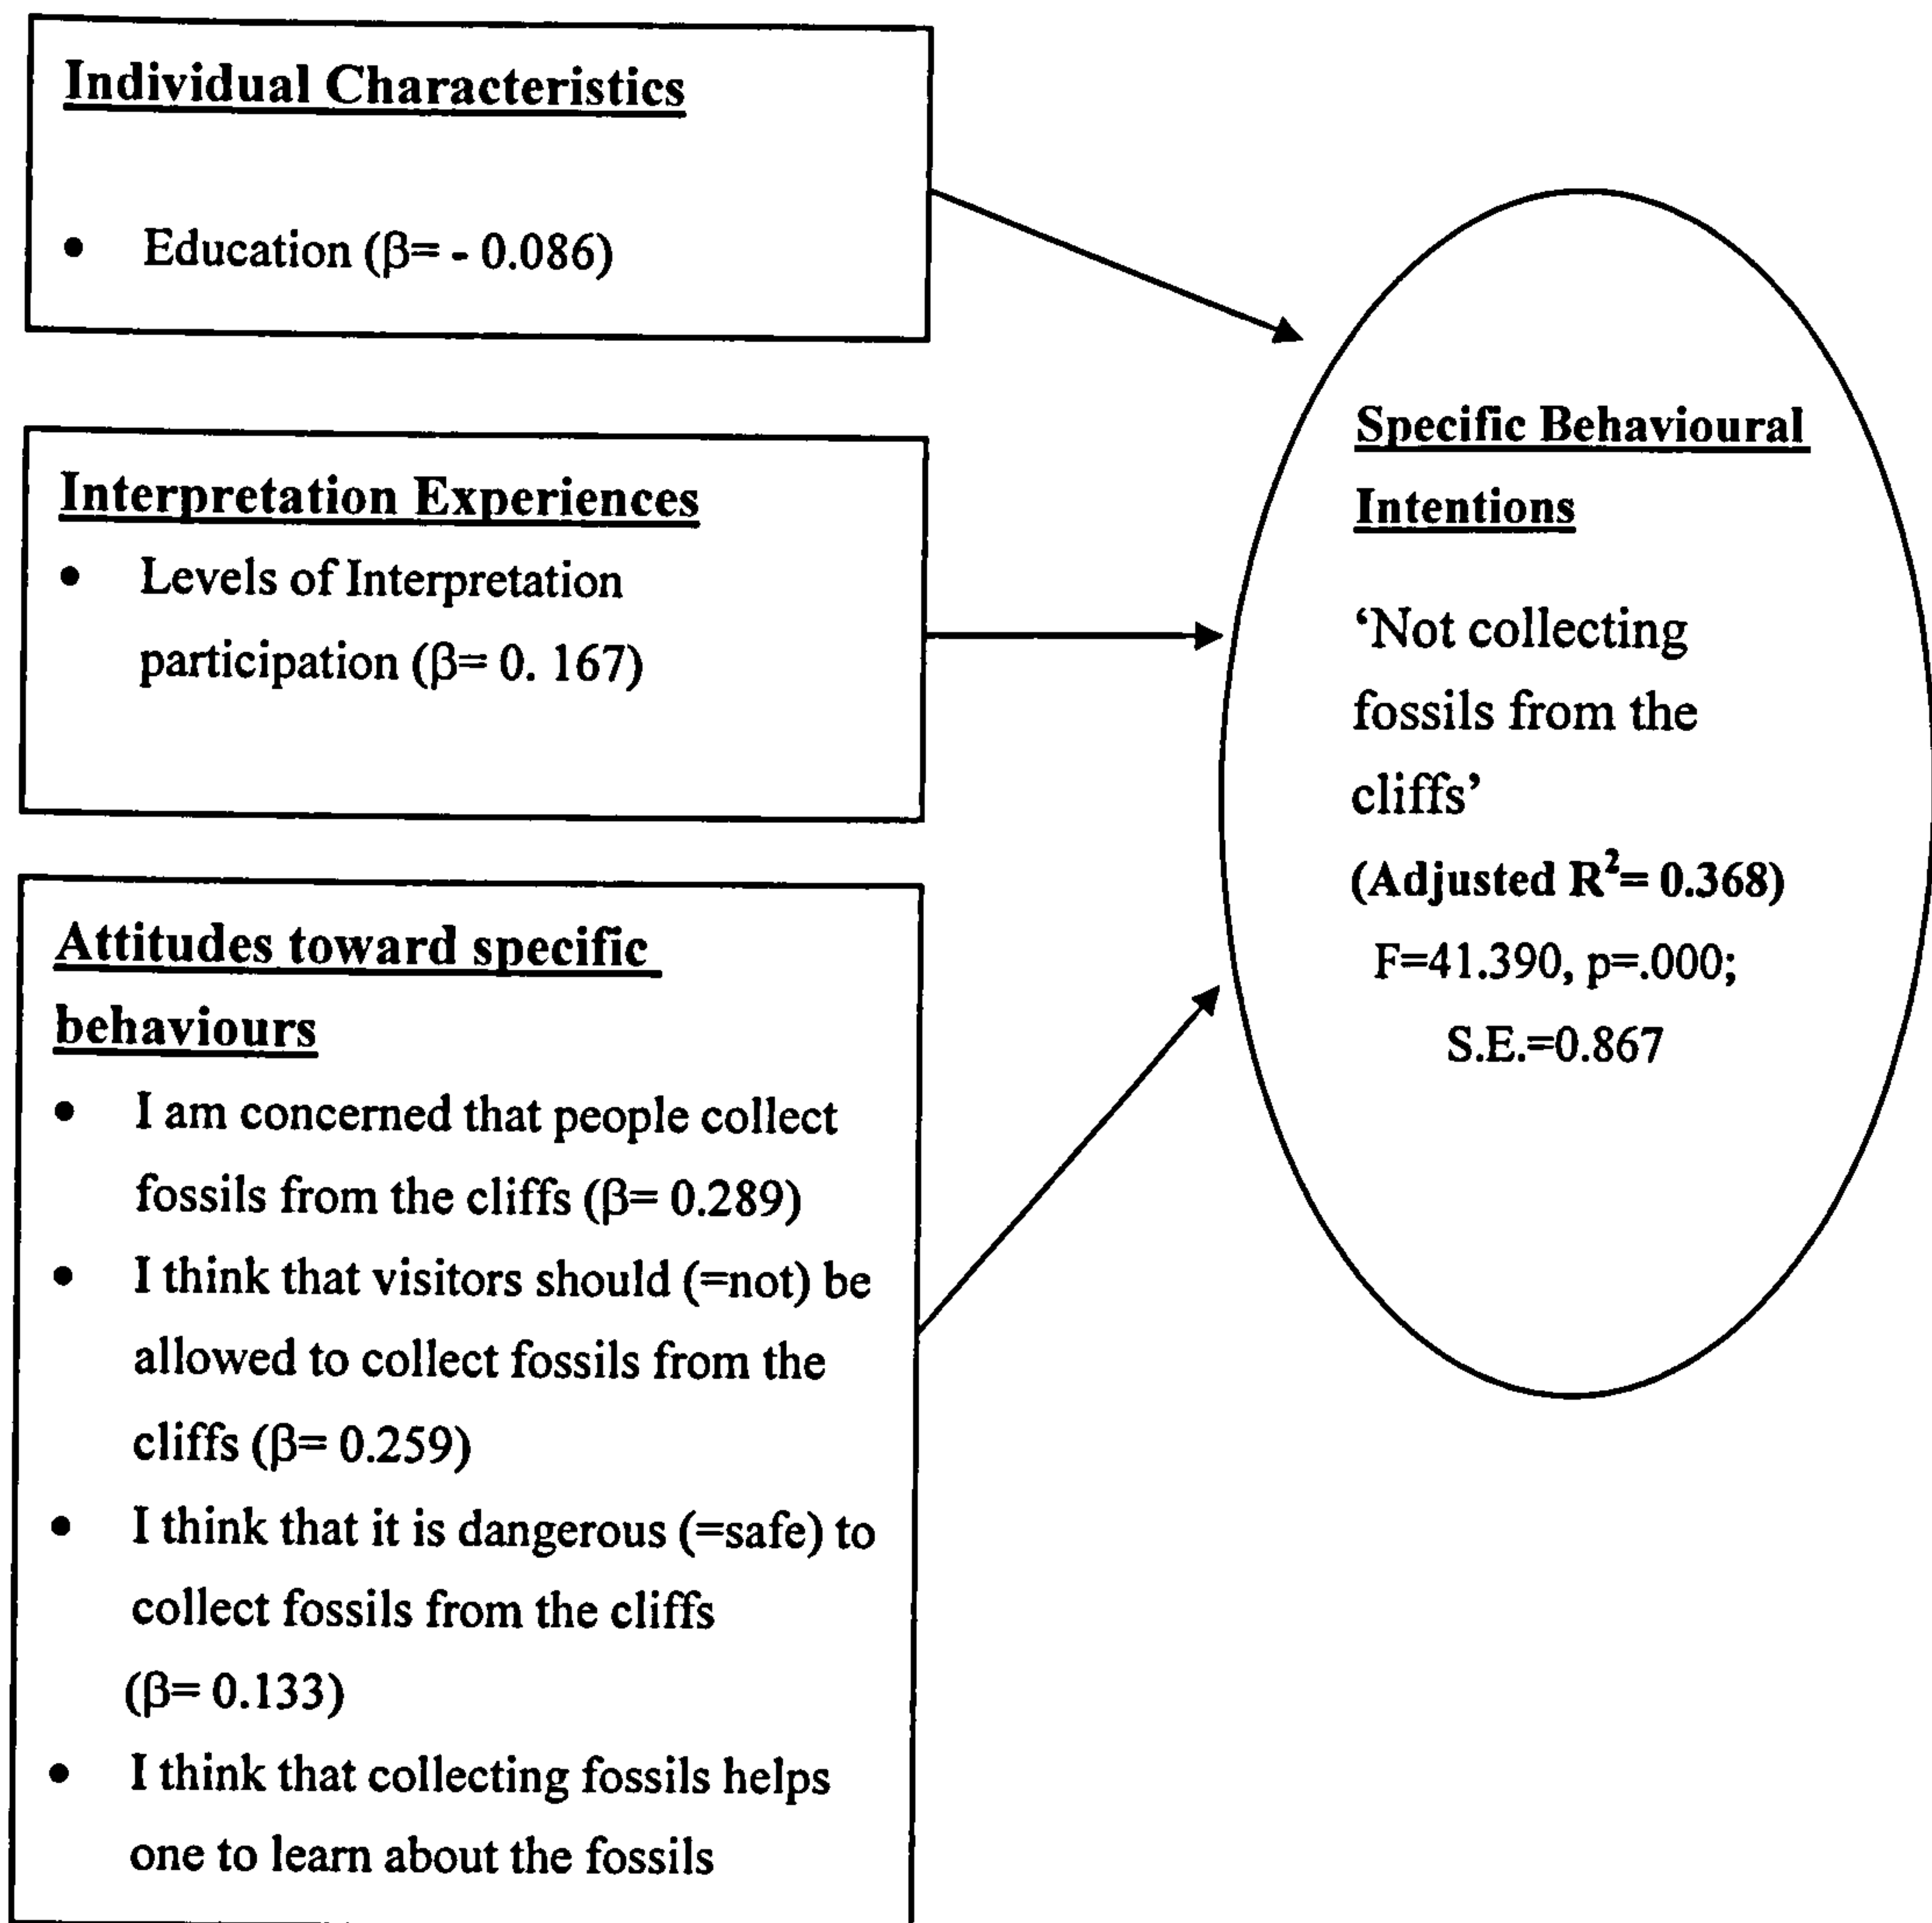 Individual Characteristics
• Education (β= - 0.086)
Interpretation Experiences
• Levels of Interpretation
participation (β= 0. 167)
Attitudes toward specific
behaviours
• I am concerned that people collect
fossils from the cliffs (β= 0.289)
• I think that visitors should (=not) be
allowed to collect fossils from the
cliffs (β= 0.259)
• I think that it is dangerous (=safe) to
collect fossils from the cliffs
(β= 0.133)
• I think that collecting fossils helps
one to learn about the fossils
Specific Behavioural
Intentions
‘Not collecting
fossils from the
cliffs’
(Adjusted R²= 0.368)
F=41.390, p=.000;
S.E.=0.867